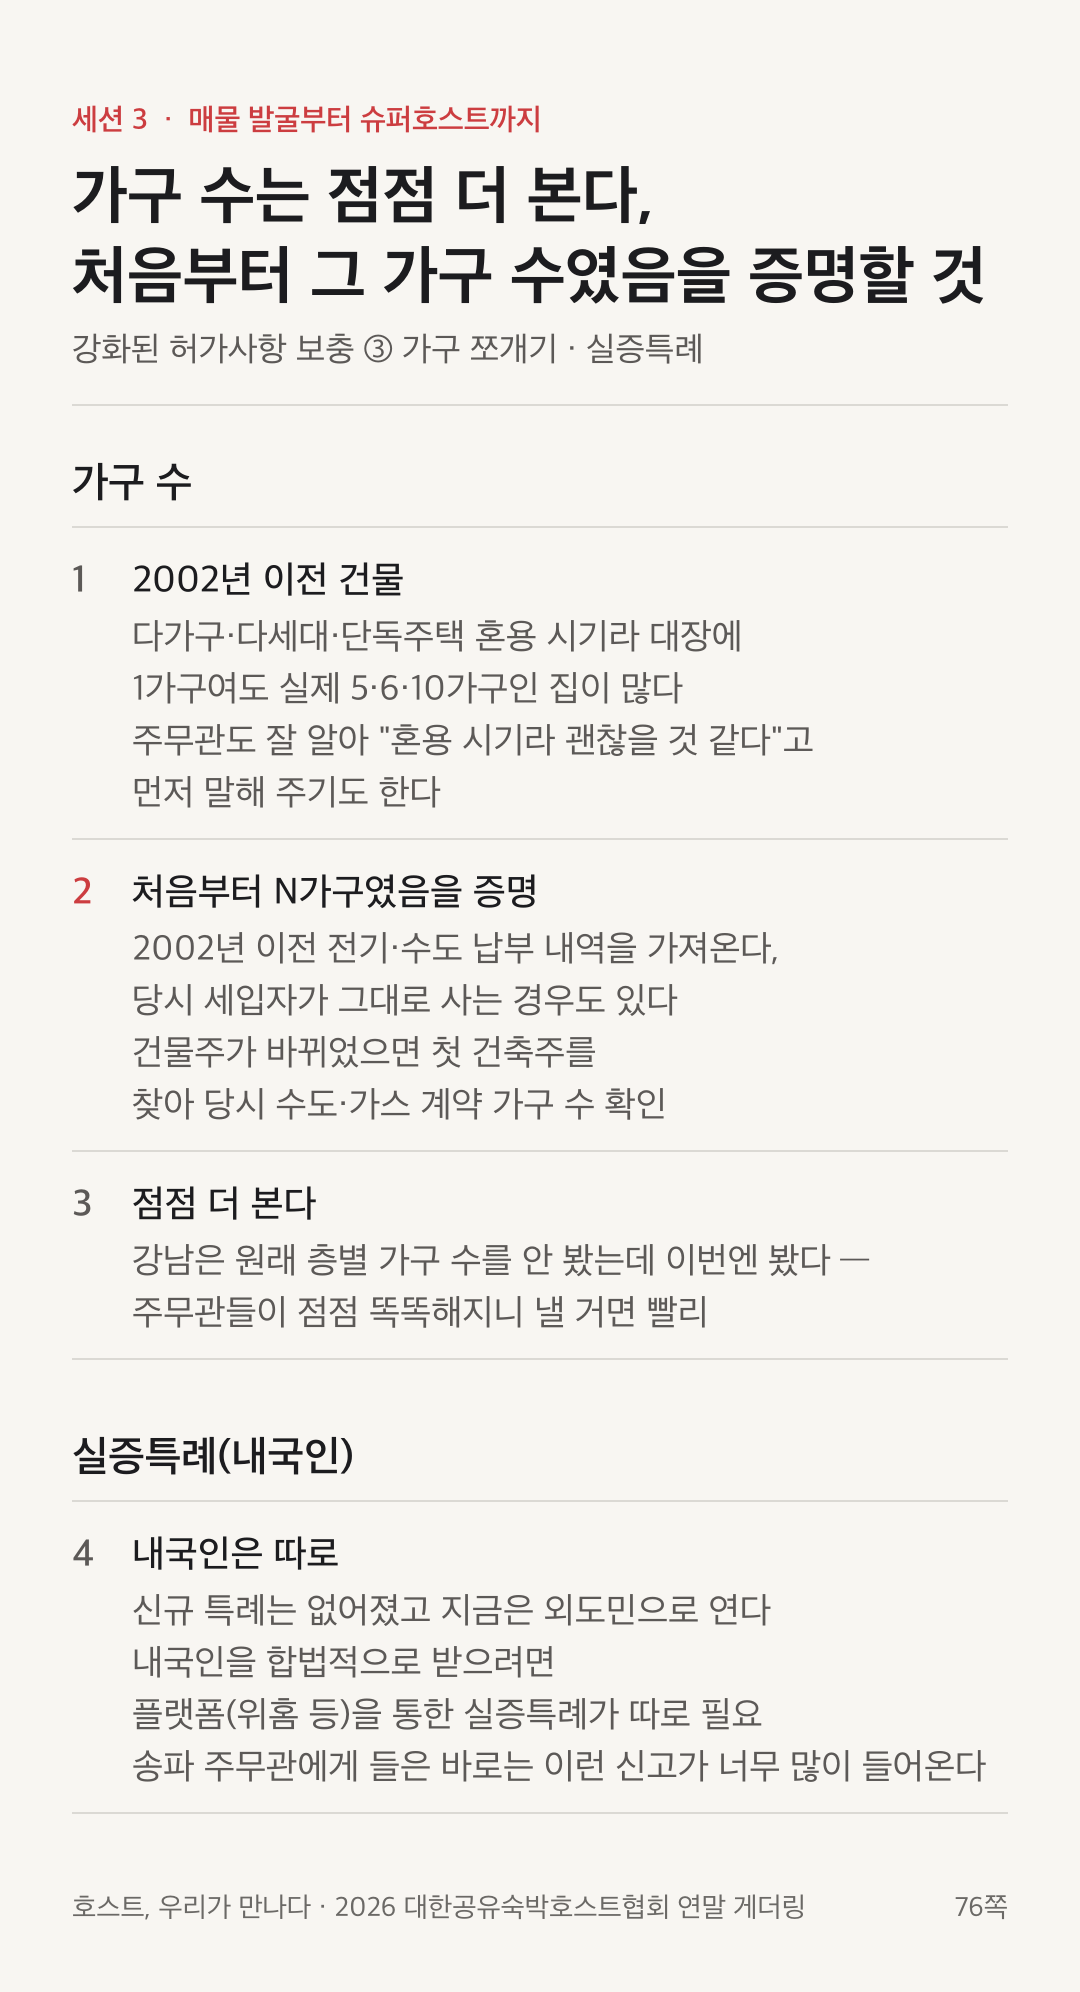 세션 3 · 매물 발굴부터 슈퍼호스트까지
가구 수는 점점 더 본다,
처음부터 그 가구 수였음을 증명할 것
강화된 허가사항 보충 ③ 가구 쪼개기 · 실증특례
가구 수
1 2002년 이전 건물
다가구·다세대·단독주택 혼용 시기라 대장에
1가구여도 실제 5·6·10가구인 집이 많다
주무관도 잘 알아 "혼용 시기라 괜찮을 것 같다"고
먼저 말해 주기도 한다
2 처음부터 N가구였음을 증명
2002년 이전 전기·수도 납부 내역을 가져온다,
당시 세입자가 그대로 사는 경우도 있다
건물주가 바뀌었으면 첫 건축주를
찾아 당시 수도·가스 계약 가구 수 확인
3 점점 더 본다
강남은 원래 층별 가구 수를 안 봤는데 이번엔 봤다 —
주무관들이 점점 똑똑해지니 낼 거면 빨리
실증특례(내국인)
4 내국인은 따로
신규 특례는 없어졌고 지금은 외도민으로 연다
내국인을 합법적으로 받으려면
플랫폼(위홈 등)을 통한 실증특례가 따로 필요
송파 주무관에게 들은 바로는 이런 신고가 너무 많이 들어온다
호스트, 우리가 만나다 · 2026 대한공유숙박호스트협회 연말 게더링 76쪽